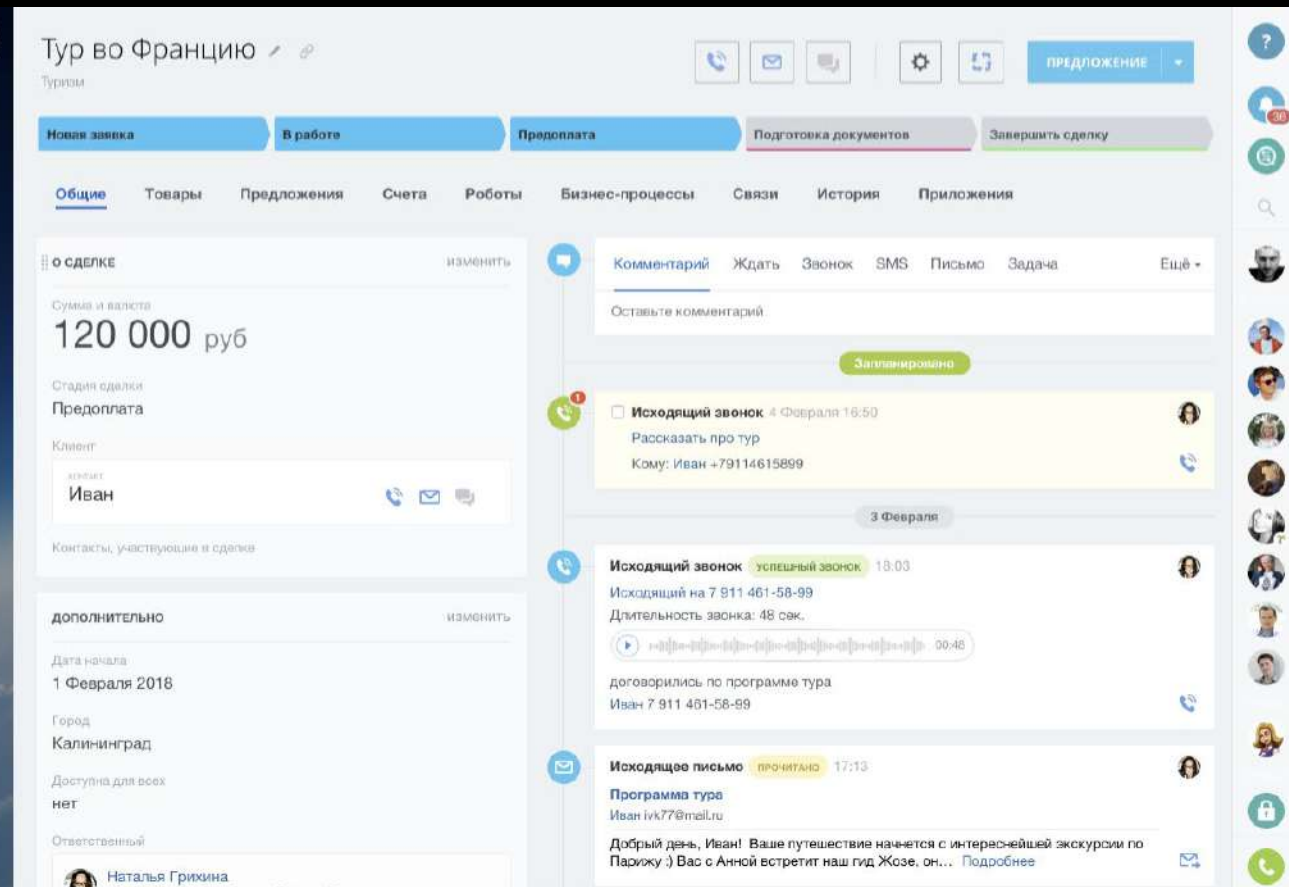 Тур во Францию
Туризм
ПРЕДЛОЖЕНИЕ
?
36
Новая заявка
В работе
Предоплата
Подготовка документов
Завершить сделку
Общие
Товары
Предложения
Счета
Роботы
Бизнес-процессы
Связи
История
Приложения
О СДЕЛКЕ
изменить
Сумма и валюта
120 000 руб
Стадия сделки
Предоплата
Клиент
контакт
Иван
Контакты, участвующие в сделке
ДОПОЛНИТЕЛЬНО
изменить
Дата начала
1 Февраля 2018
Город
Калининград
Доступна для всех
нет
Ответственный
Наталья Грихина
Комментарий
Ждать
Звонок
SMS
Письмо
Задача
Ещё
Оставьте комментарий
Запланировано
1
Исходящий звонок 4 Февраля 16:50
Рассказать про тур
Кому: Иван +79114615899
3 Февраля
Исходящий звонок УСПЕШНЫЙ ЗВОНОК 18:03
Исходящий на 7 911 461-58-99
Длительность звонка: 48 сек.
00:48
договорились по программе тура
Иван 7 911 461-58-99
Исходящее письмо ПРОЧИТАНО 17:13
Программа тура
Иван ivk77@mail.ru
Добрый день, Иван! Ваше путешествие начнется с интереснейшей экскурсии по
Парижу :) Вас с Анной встретит наш гид Жозе, он... Подробнее